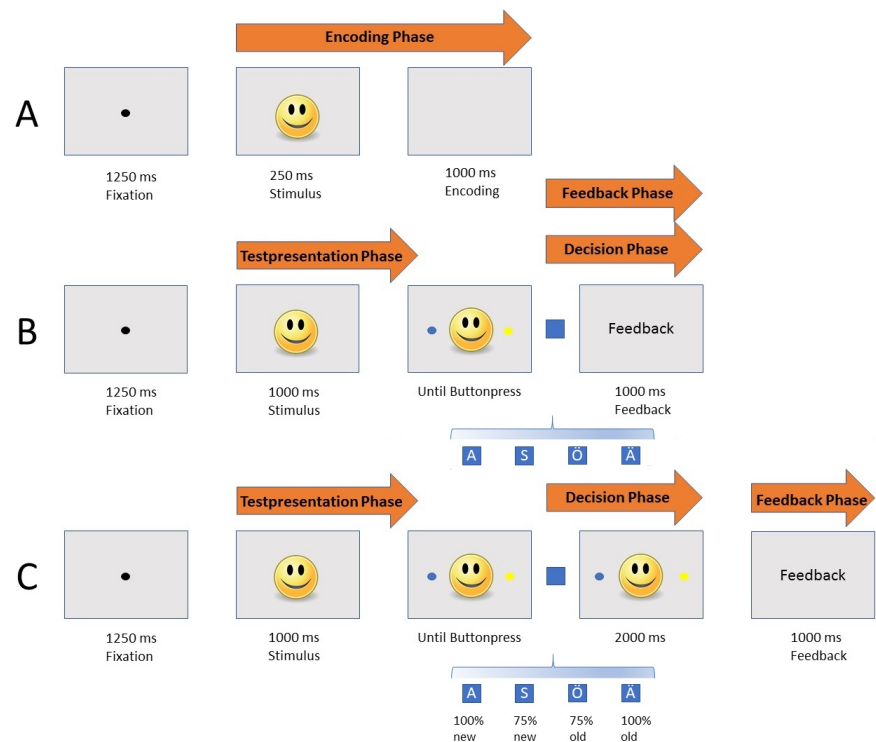 Encoding Phase
A
1250 ms
Fixation
250 ms
Stimulus
1000 ms
Encoding
Feedback Phase
Testpresentation Phase
Decision Phase
B
Feedback
1250 ms
Fixation
1000 ms
Stimulus
Until Buttonpress
1000 ms
Feedback
A S Ö Ä
Testpresentation Phase
Decision Phase
Feedback Phase
C
Feedback
1250 ms
Fixation
1000 ms
Stimulus
Until Buttonpress
2000 ms
1000 ms
Feedback
A S Ö Ä
100% 75% 75% 100%
new new old old